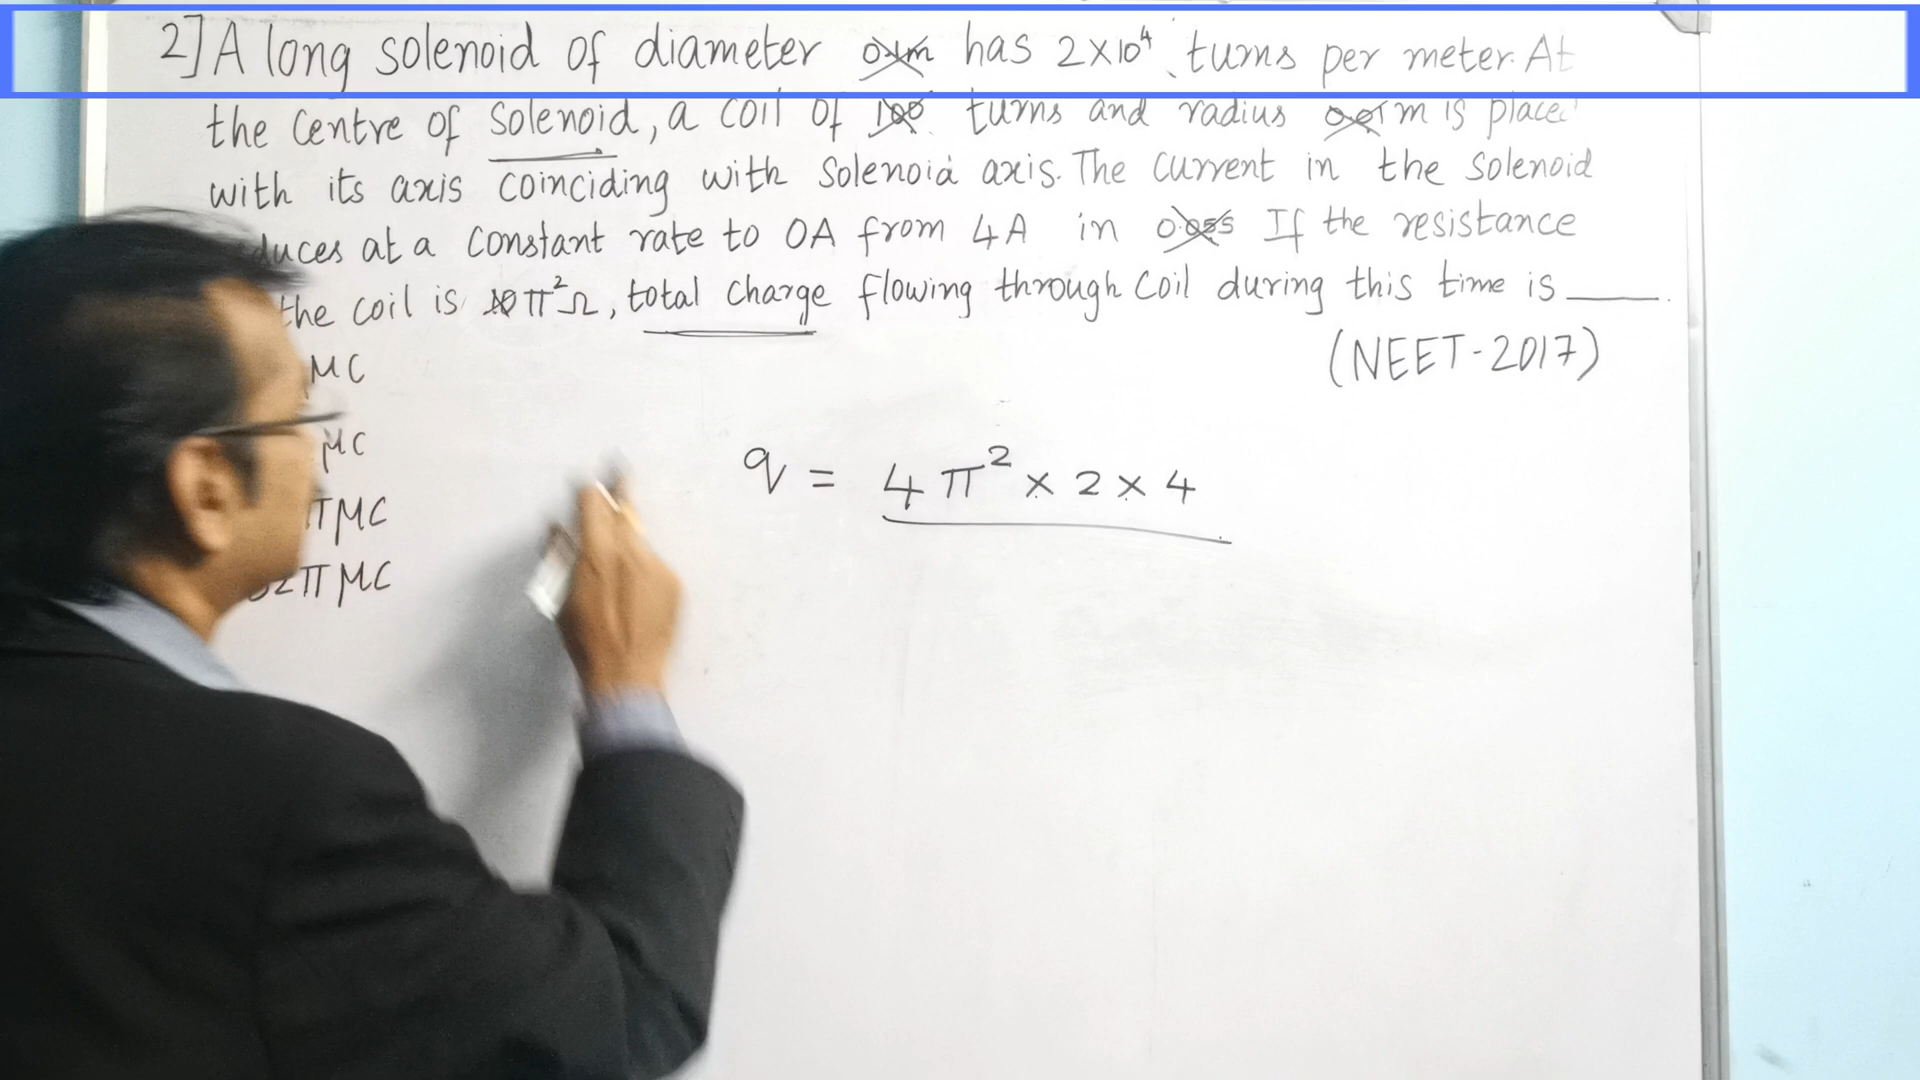 2] A long solenoid of diameter 0.1m has 2×10⁴ turns per meter. At
the centre of solenoid, a coil of 100 turns and radius 0.01m is place
with its axis coinciding with solenoid axis. The current in the solenoid
duces at a constant rate to 0A from 4A in 0.05s If the resistance
the coil is 10π²Ω, total charge flowing through coil during this time is ____.
(NEET-2017)
μC
μC
πμC
32πμC
q = 4π² × 2 × 4